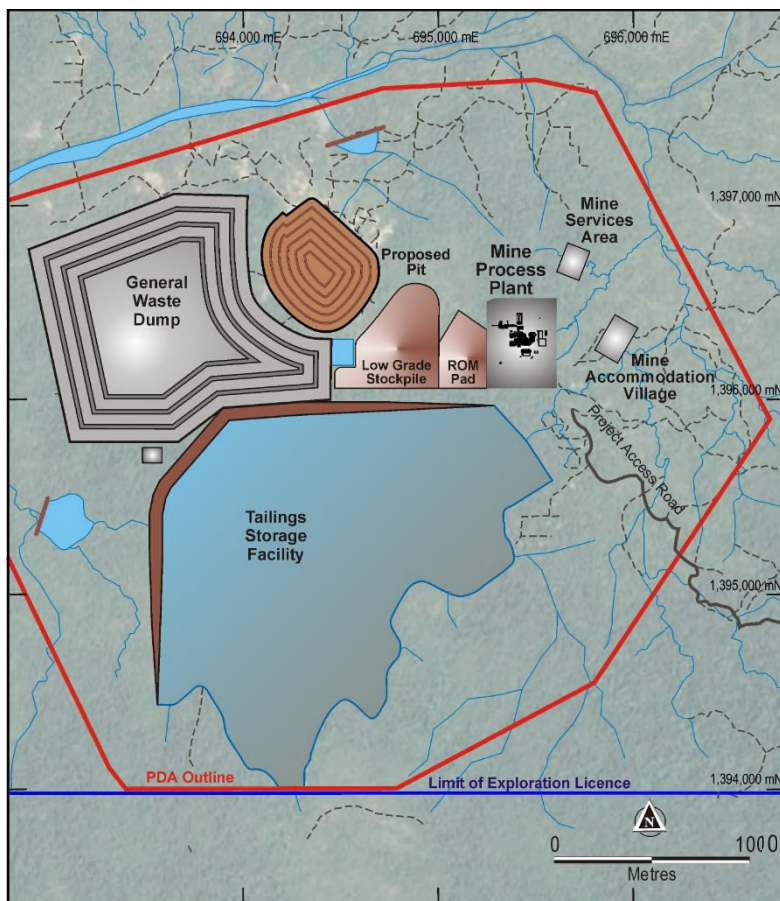 694,000 mE
695,000 mE
696,000 mE
1,397,000 mN
Mine
Services
Area
Proposed
Pit
Mine
Process
Plant
General
Waste
Dump
Low Grade
Stockpile
ROM
Pad
Mine
Accommodation
Village
1,396,000 mN
Project Access Road
Tailings
Storage
Facility
1,395,000 mN
PDA Outline
Limit of Exploration Licence
1,394,000 mN
N
0
1000
Metres